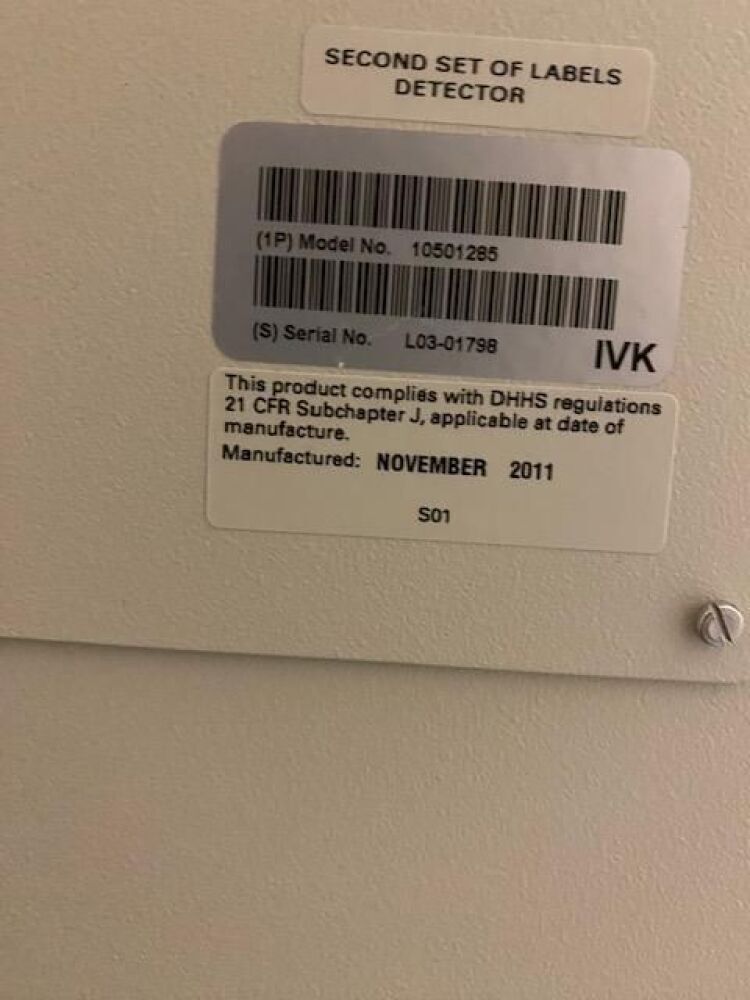 SECOND SET OF LABELS
DETECTOR
(1P) Model No. 10501285
(S) Serial No. L03-01798
IVK
This product complies with DHHS regulations
21 CFR Subchapter J, applicable at date of
manufacture.
Manufactured: NOVEMBER 2011
S01